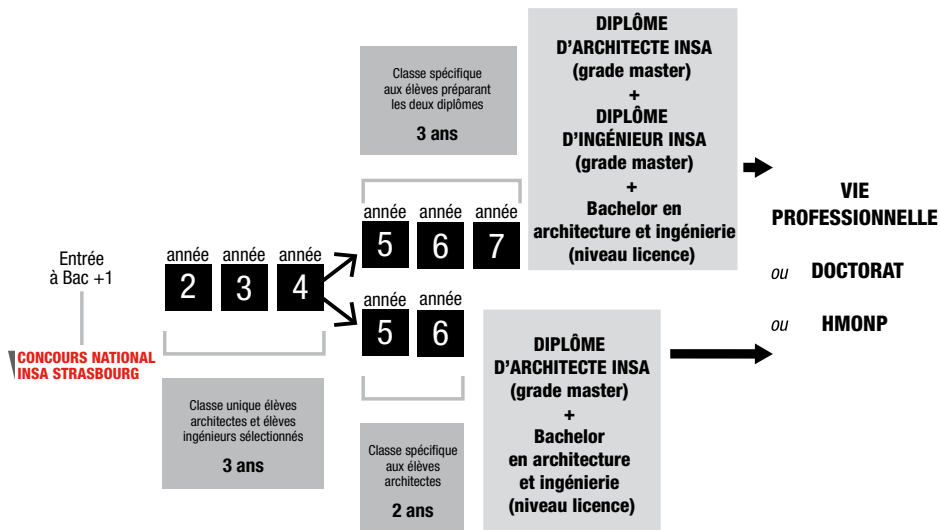 Entrée
à Bac +1
CONCOURS NATIONAL
INSA STRASBOURG
année année année
2 3 4
Classe unique élèves
architectes et élèves
ingénieurs sélectionnés
3 ans
Classe spécifique
aux élèves préparant
les deux diplômes
3 ans
année année année
5 6 7
année année
5 6
Classe spécifique
aux élèves
architectes
2 ans
DIPLÔME
D’ARCHITECTE INSA
(grade master)
+
DIPLÔME
D’INGÉNIEUR INSA
(grade master)
+
Bachelor en
architecture et ingénierie
(niveau licence)
DIPLÔME
D’ARCHITECTE INSA
(grade master)
+
Bachelor
en architecture
et ingénierie
(niveau licence)
VIE
PROFESSIONNELLE
ou DOCTORAT
ou HMONP